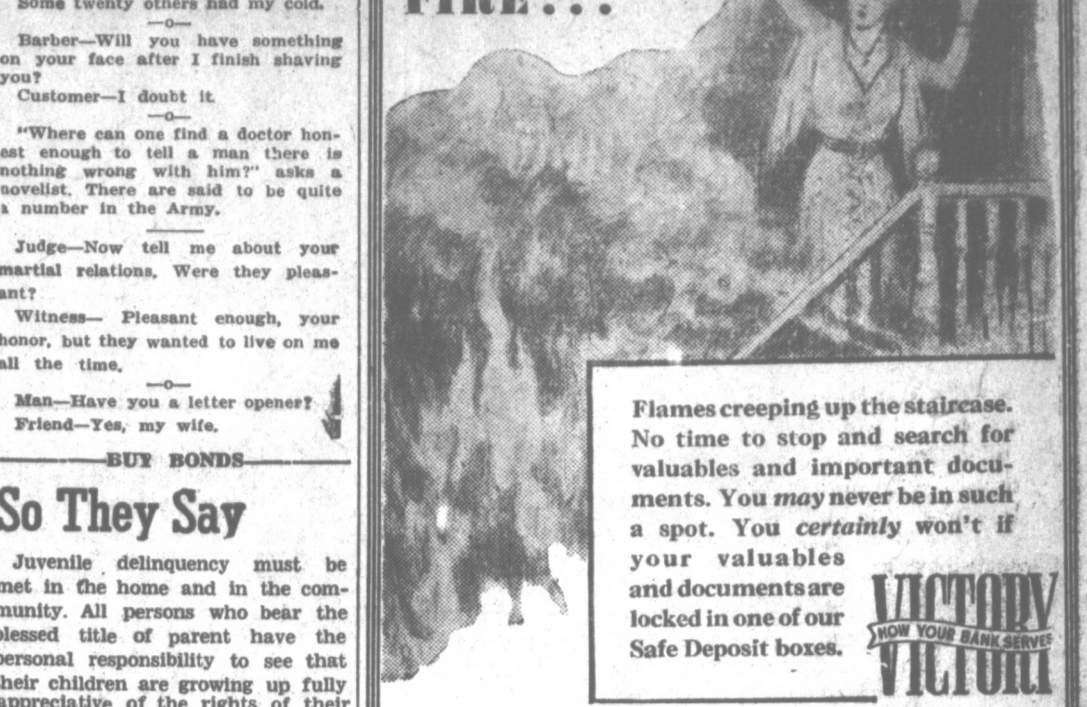 Some twenty others had my cold.
—o—
Barber—Will you have something
on your face after I finish shaving
you?
Customer—I doubt it.
—o—
"Where can one find a doctor hon-
est enough to tell a man there is
nothing wrong with him?" asks a
novelist. There are said to be quite
a number in the Army.
Judge—Now tell me about your
martial relations. Were they pleas-
ant?
Witness— Pleasant enough, your
honor, but they wanted to live on me
all the time.
—o—
Man—Have you a letter opener?
Friend—Yes, my wife.
BUY BONDS
So They Say
Juvenile delinquency must be
met in the home and in the com-
munity. All persons who bear the
blessed title of parent have the
personal responsibility to see that
their children are growing up fully
appreciative of the rights of their
FIRE...
Flames creeping up the staircase.
No time to stop and search for
valuables and important docu-
ments. You may never be in such
a spot. You certainly won't if
your valuables
and documents are
locked in one of our
Safe Deposit boxes.
VICTORY
HOW YOUR BANK SERVES
VICTORY